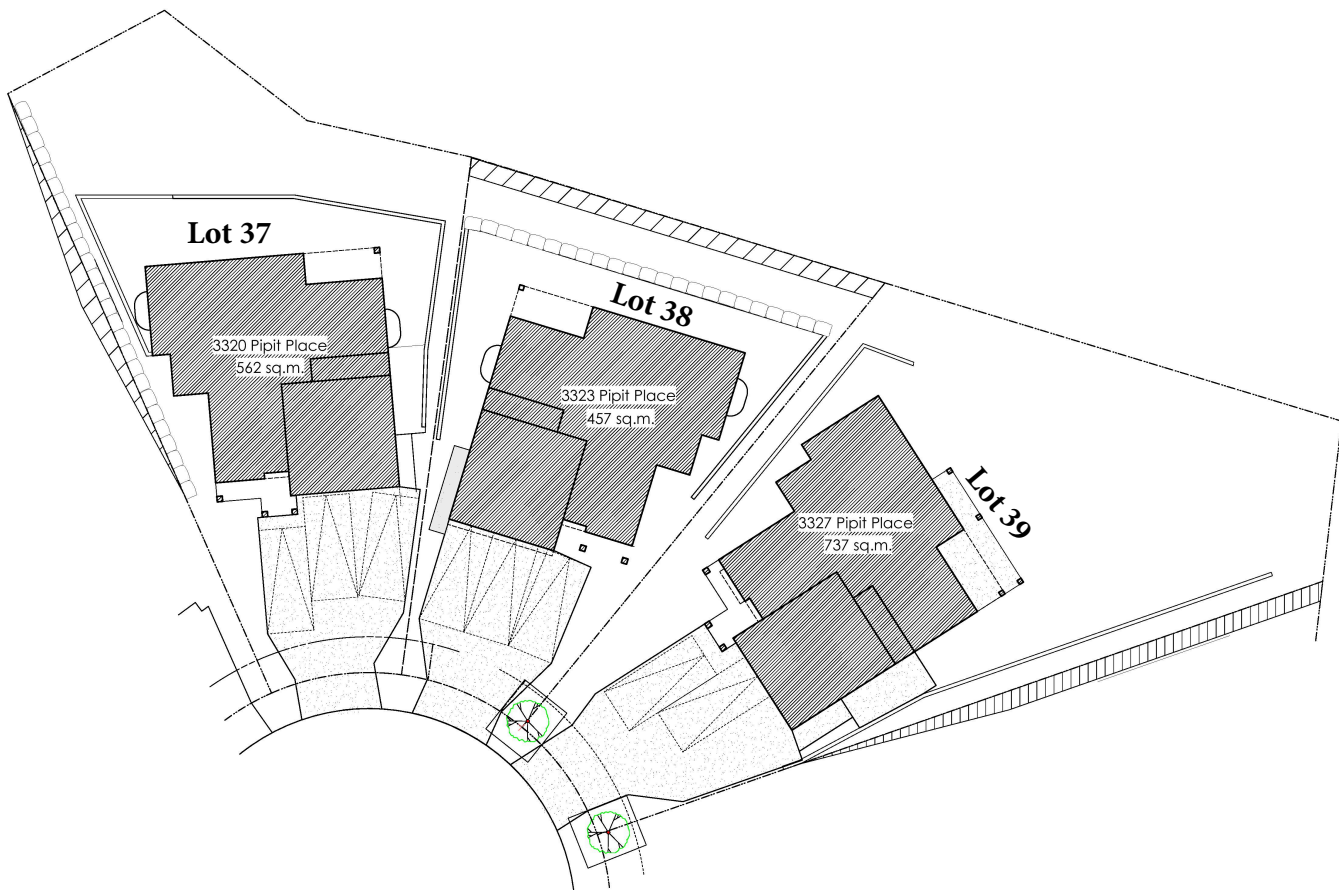 Lot 37
3320 Pipit Place
562 sq.m.
Lot 38
3323 Pipit Place
457 sq.m.
Lot 39
3327 Pipit Place
737 sq.m.